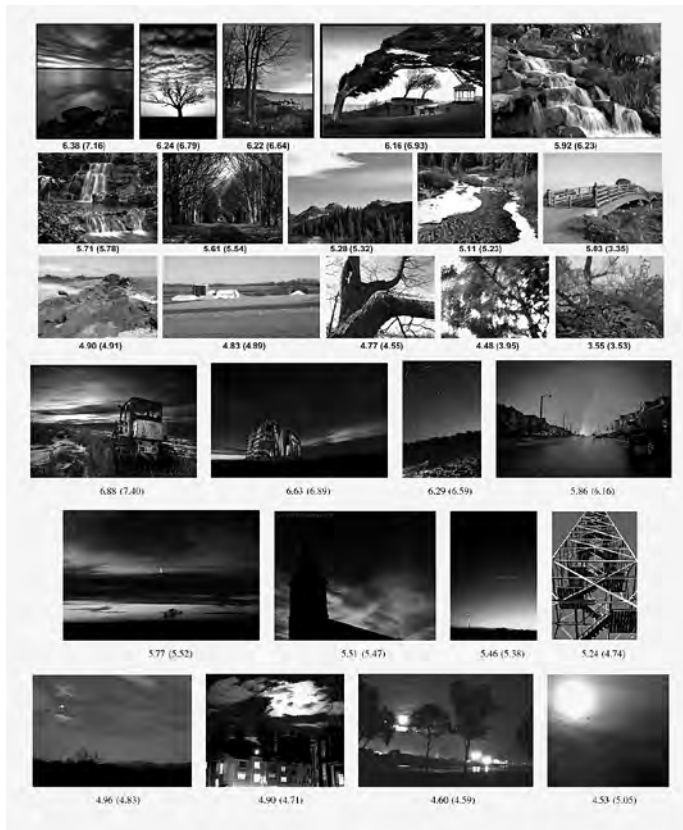 6.38 (7.16) 6.24 (6.79) 6.22 (6.64) 6.16 (6.93) 5.92 (6.23)
5.71 (5.78) 5.61 (5.54) 5.28 (5.32) 5.11 (5.23) 5.03 (3.35)
4.90 (4.91) 4.83 (4.89) 4.77 (4.55) 4.48 (3.95) 3.55 (3.53)
6.88 (7.40) 6.63 (6.89) 6.29 (6.59) 5.86 (6.16)
5.77 (5.52) 5.51 (5.47) 5.46 (5.38) 5.24 (4.74)
4.96 (4.83) 4.90 (4.71) 4.60 (4.59) 4.53 (5.05)